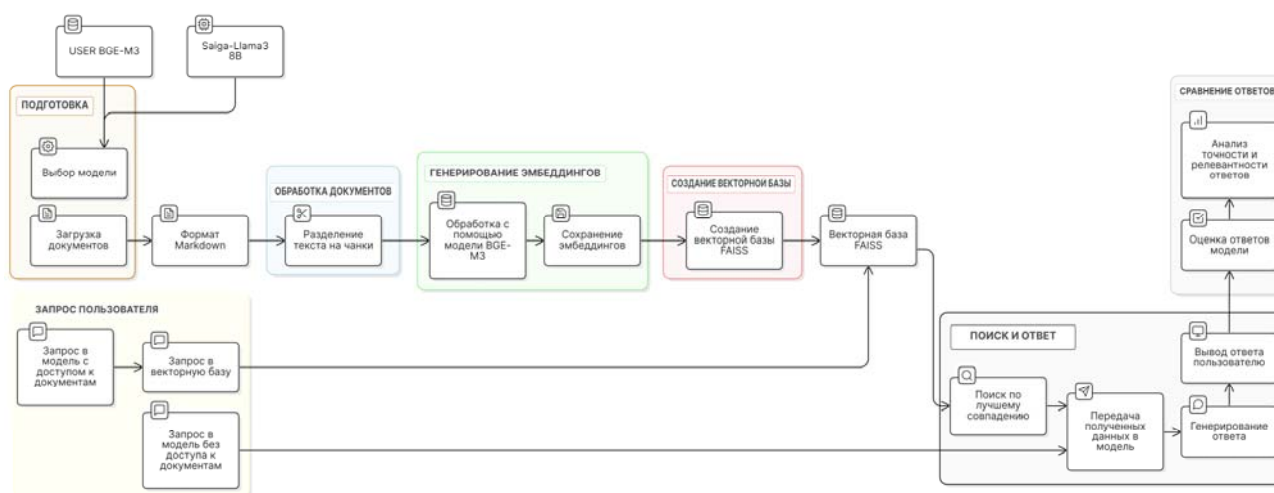 USER BGE-M3
Saiga-Llama3
8B
ПОДГОТОВКА
Выбор модели
Загрузка
документов
Формат
Markdown
ОБРАБОТКА ДОКУМЕНТОВ
Разделение
текста на чанки
ГЕНЕРИРОВАНИЕ ЭМБЕДДИНГОВ
Обработка с
помощью
модели BGE-
M3
Сохранение
эмбеддингов
СОЗДАНИЕ ВЕКТОРНОЙ БАЗЫ
Создание
векторной базы
FAISS
Векторная база
FAISS
СРАВНЕНИЕ ОТВЕТОВ
Анализ
точности и
релевантности
ответов
Оценка ответов
модели
ЗАПРОС ПОЛЬЗОВАТЕЛЯ
Запрос в
модель с
доступом к
документам
Запрос в
векторную базу
Запрос в
модель без
доступа к
документам
ПОИСК И ОТВЕТ
Поиск по
лучшему
совпадению
Передача
полученных
данных в
модель
Вывод ответа
пользователю
Генерирование
ответа